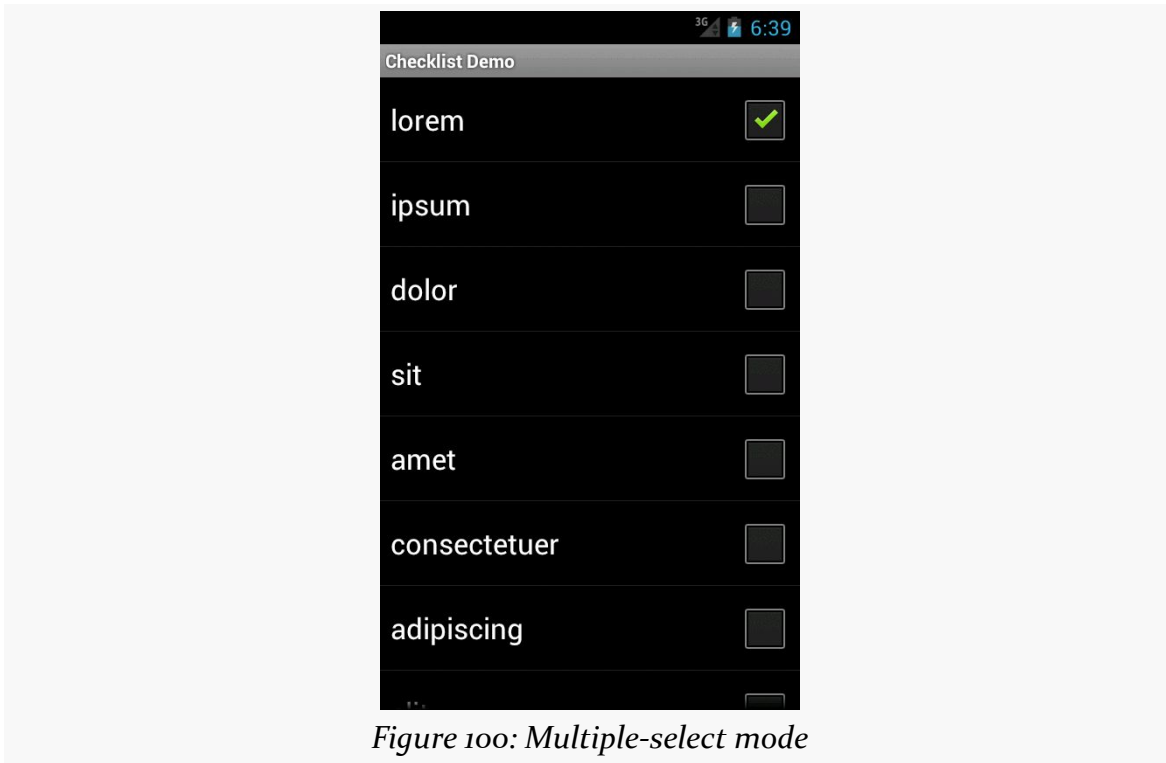 3G 6:39
Checklist Demo
lorem
ipsum
dolor
sit
amet
consectetuer
adipiscing
Figure 100: Multiple-select mode